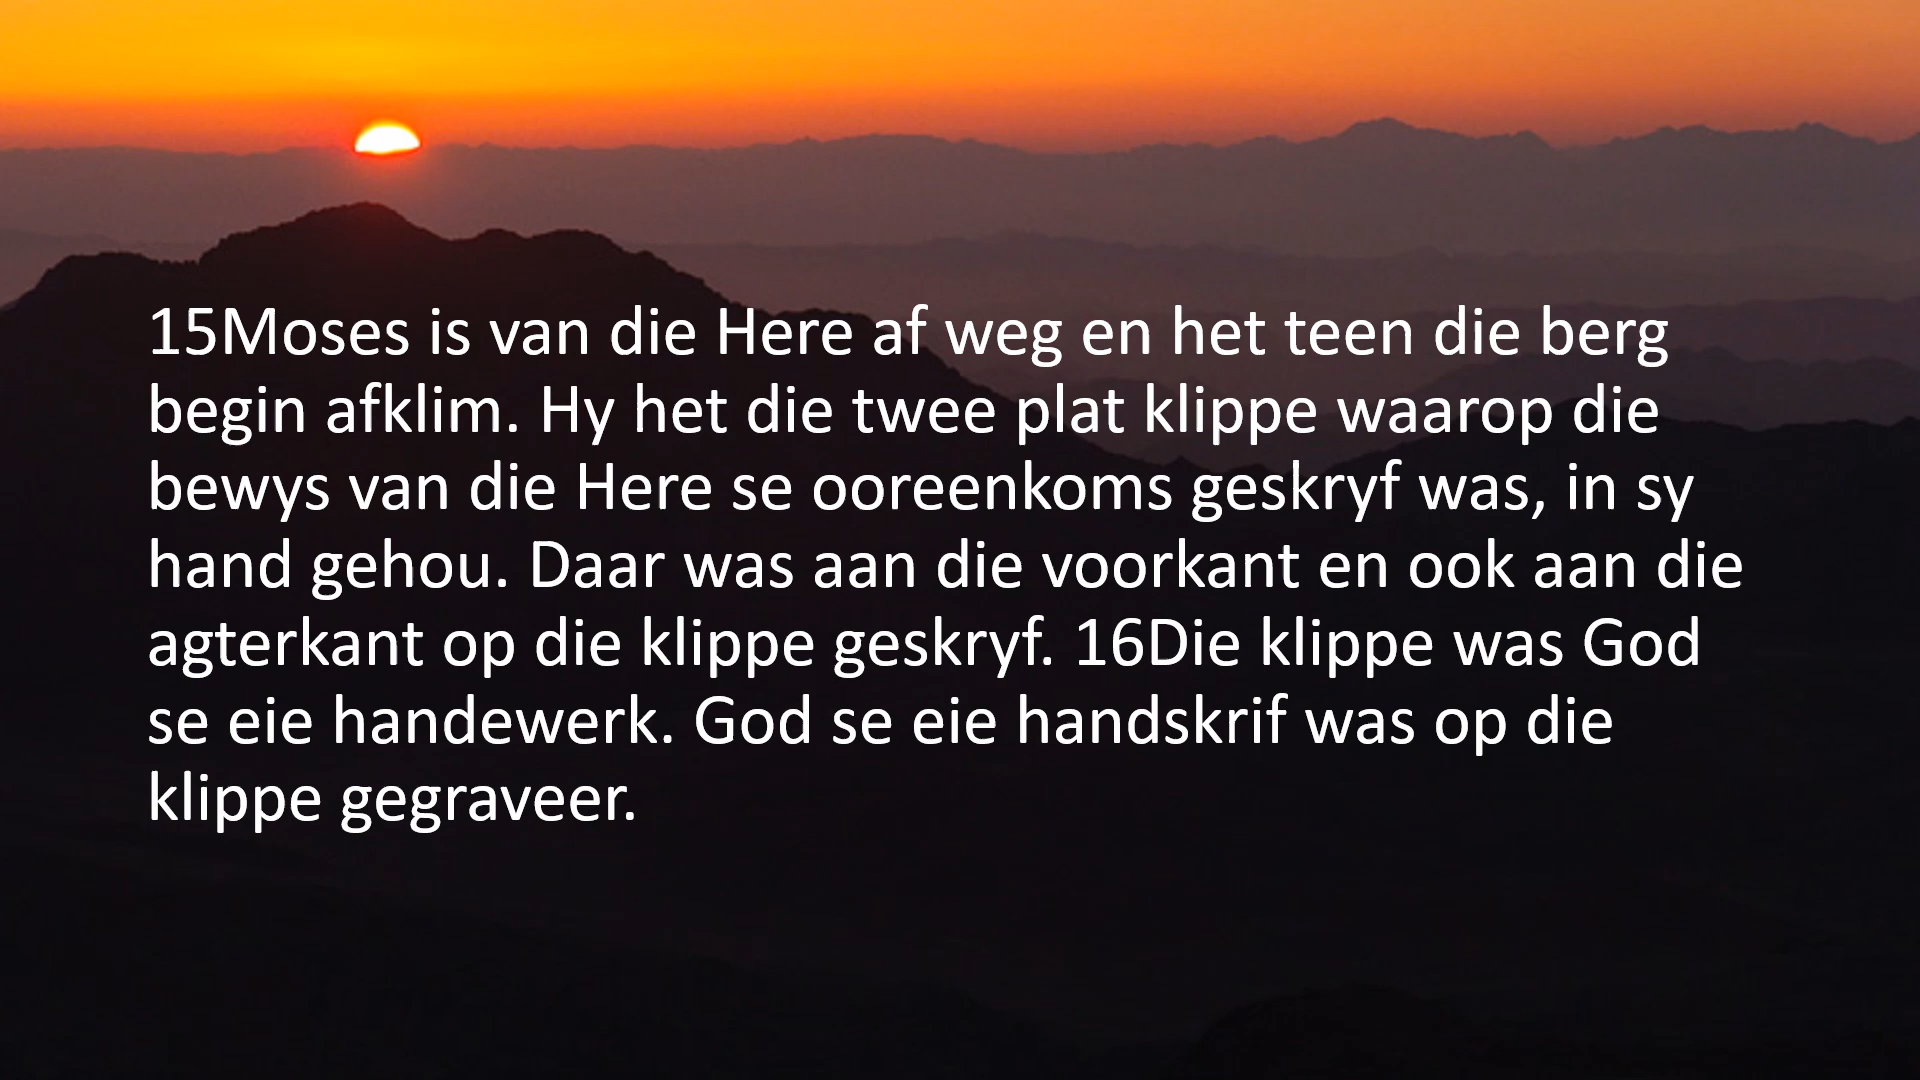 15Moses is van die Here af weg en het teen die berg
begin afklim. Hy het die twee plat klippe waarop die
bewys van die Here se ooreenkoms geskryf was, in sy
hand gehou. Daar was aan die voorkant en ook aan die
agterkant op die klippe geskryf. 16Die klippe was God
se eie handewerk. God se eie handskrif was op die
klippe gegraveer.